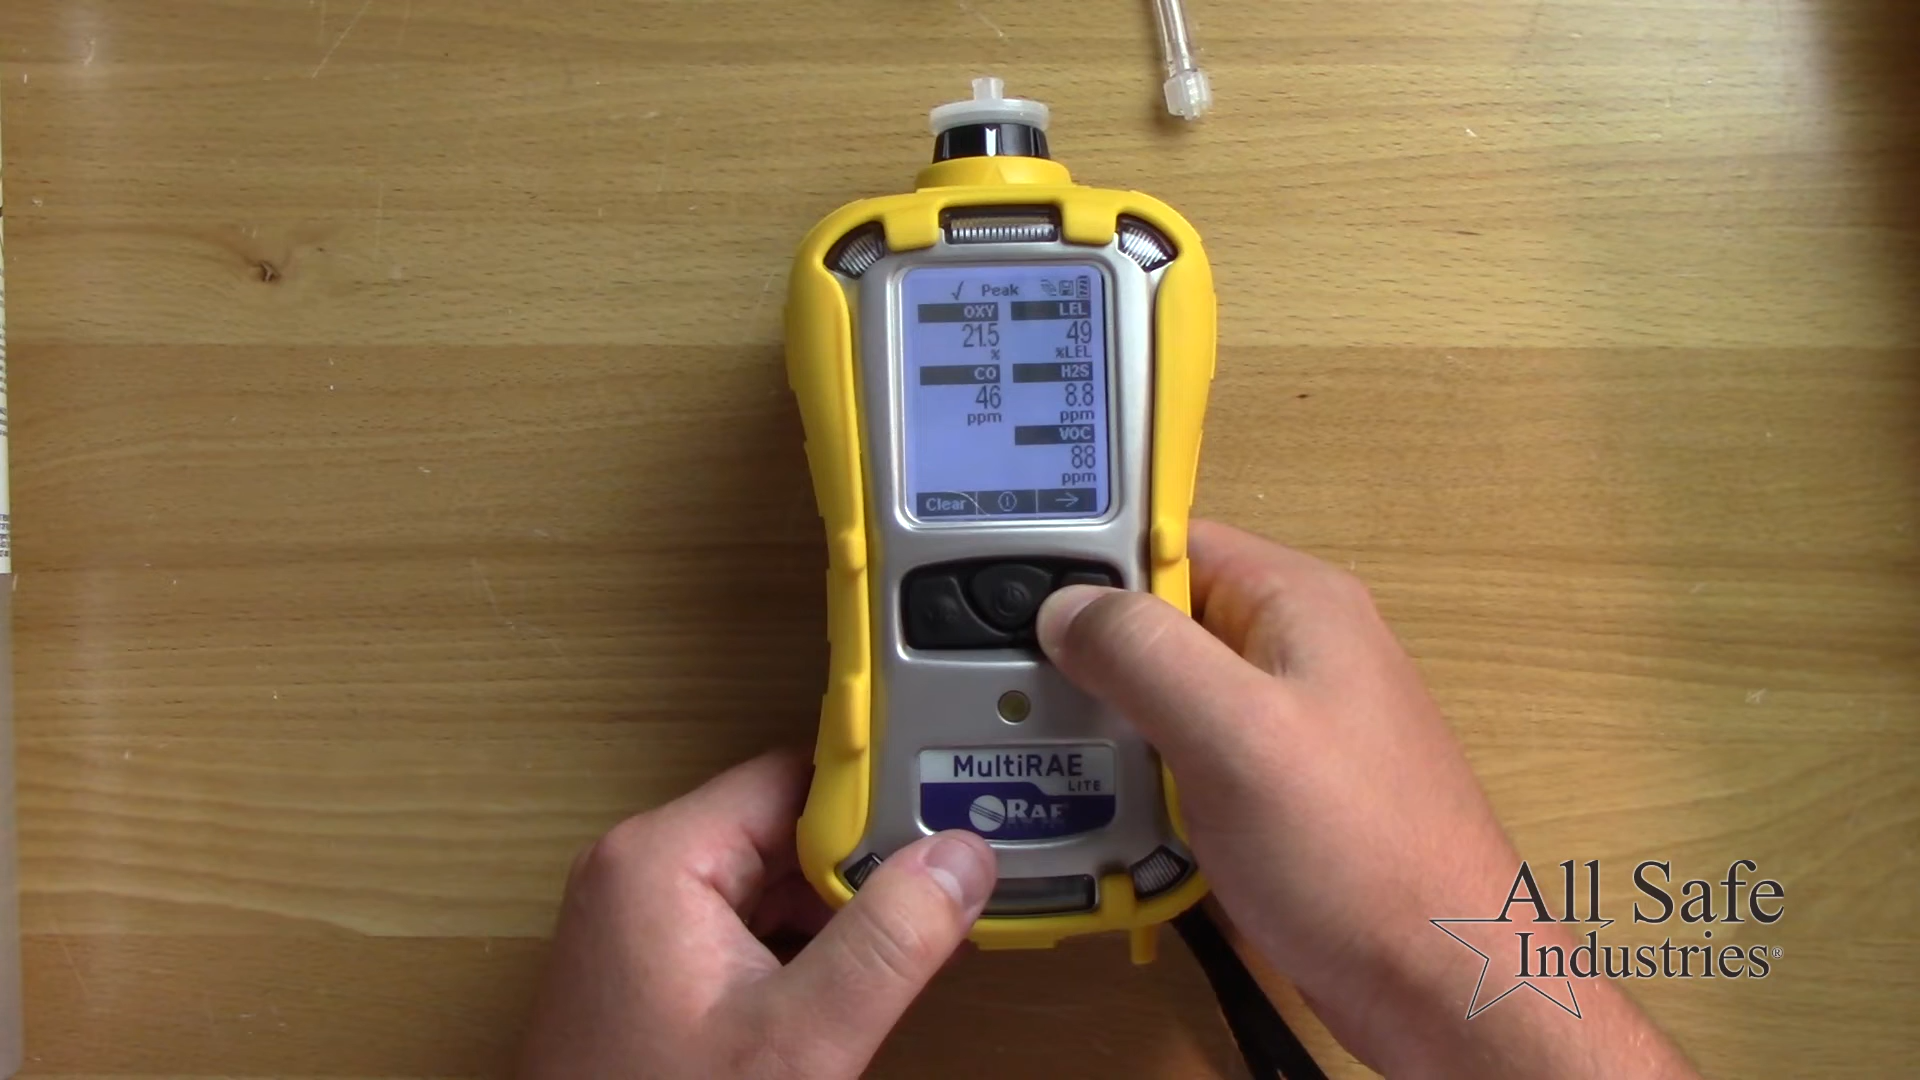 ✓ Peak
OXY LEL
21.5 49
% %LEL
CO H2S
46 8.8
ppm ppm
VOC
88
ppm
Clear →
MultiRAE
LITE
RAE
All Safe
Industries®